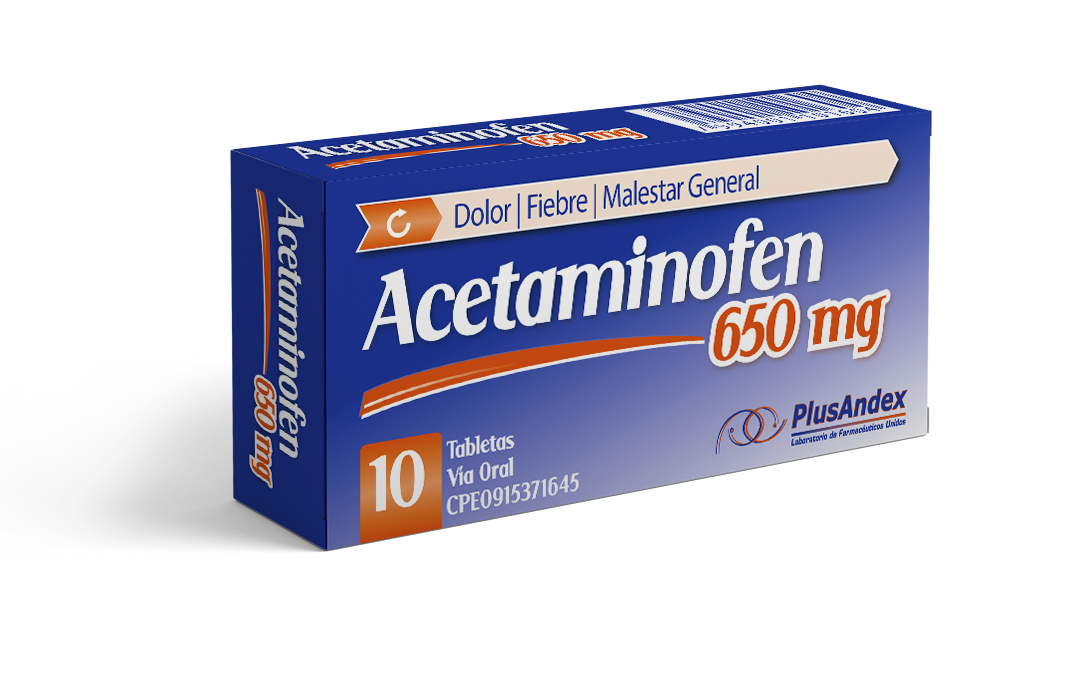 Acetaminofen
650 mg
Dolor | Fiebre | Malestar General
Acetaminofen
650 mg
10
Tabletas
Vía Oral
CPE0915371645
PlusAndex
Laboratorio de Farmacéuticos Unidos
Acetaminofen
650 mg